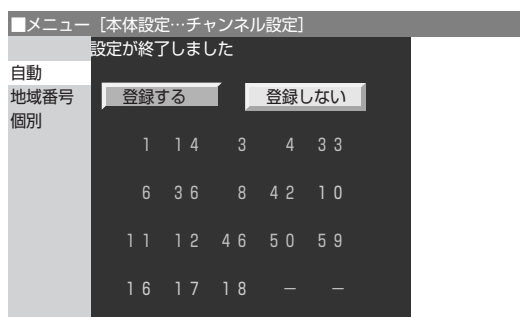 ■メニュー [本体設定…チャンネル設定]
設定が終了しました
自動
地域番号 登録する 登録しない
個別
1 14 3 4 33
6 36 8 42 10
11 12 46 50 59
16 17 18 － －